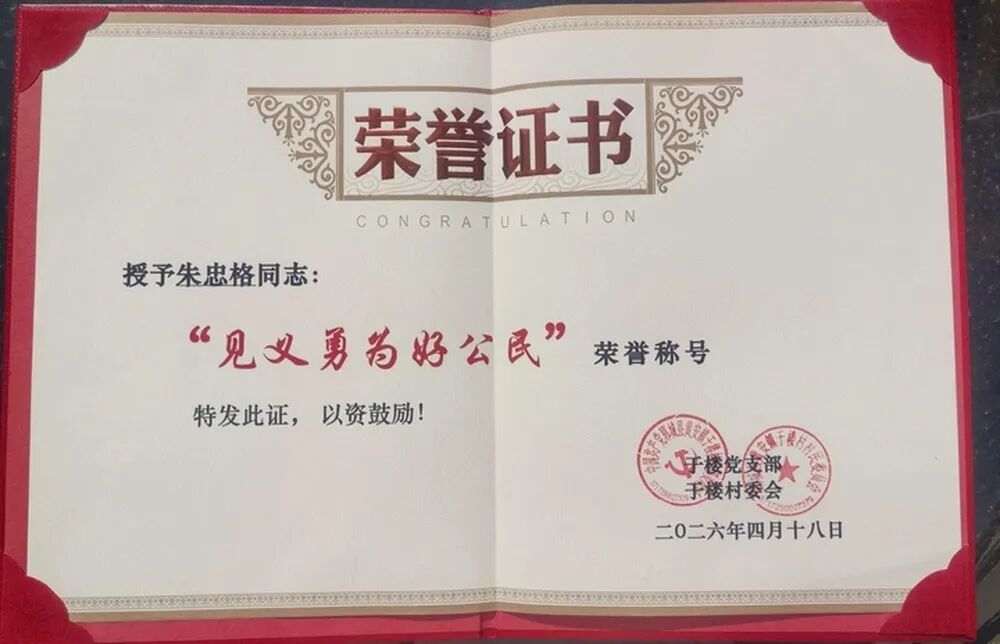 荣誉证书
CONGRATULATION
授予朱忠格同志：
“见义勇为好公民”荣誉称号
特发此证，以资鼓励！
于楼党支部
于楼村委会
二〇二六年四月十八日